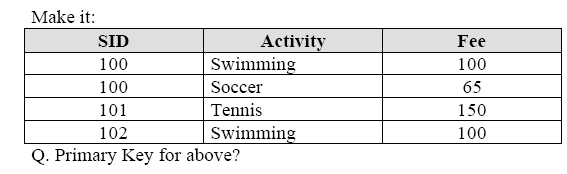 Make it:
SID Activity Fee
100 Swimming 100
100 Soccer 65
101 Tennis 150
102 Swimming 100
Q. Primary Key for above?